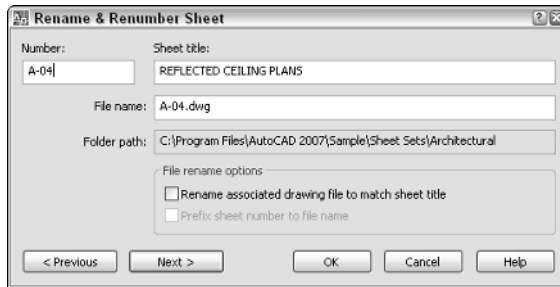 Rename & Renumber Sheet
Number: Sheet title:
A-04 REFLECTED CEILING PLANS
File name: A-04.dwg
Folder path: C:\Program Files\AutoCAD 2007\Sample\Sheet Sets\Architectural
File rename options
Rename associated drawing file to match sheet title
Prefix sheet number to file name
< Previous Next > OK Cancel Help